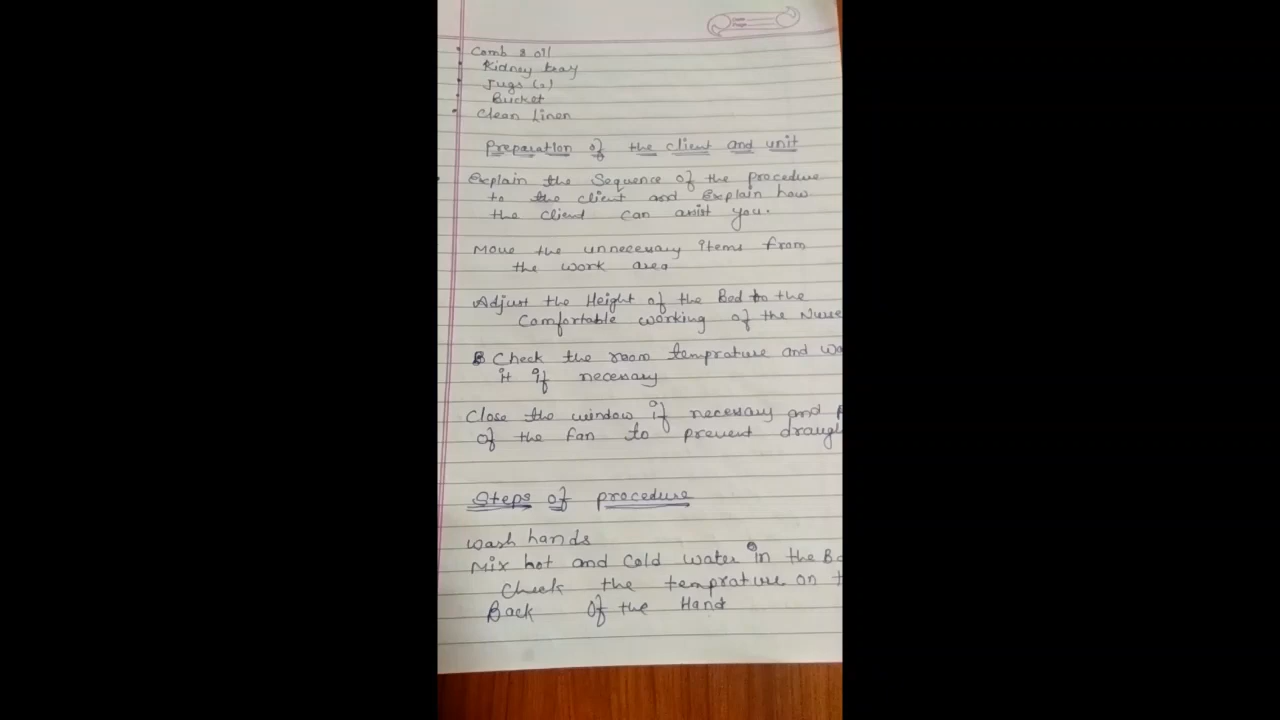 Comb & oil
Kidney tray
Jugs (2)
Bucket
Clean Linen
Preparation of the client and unit
Explain the Sequence of the procedure
to the client and Explain how
the client can assist you.
Move the unnecessary items from
the work area
Adjust the Height of the Bed to the
Comfortable working of the Nurse
Check the room temprature and
it if necessary
Close the window if necessary and
of the fan to prevent
Steps of procedure
Wash hands
Mix hot and Cold water in the
Check the temprature on
Back of the Hand